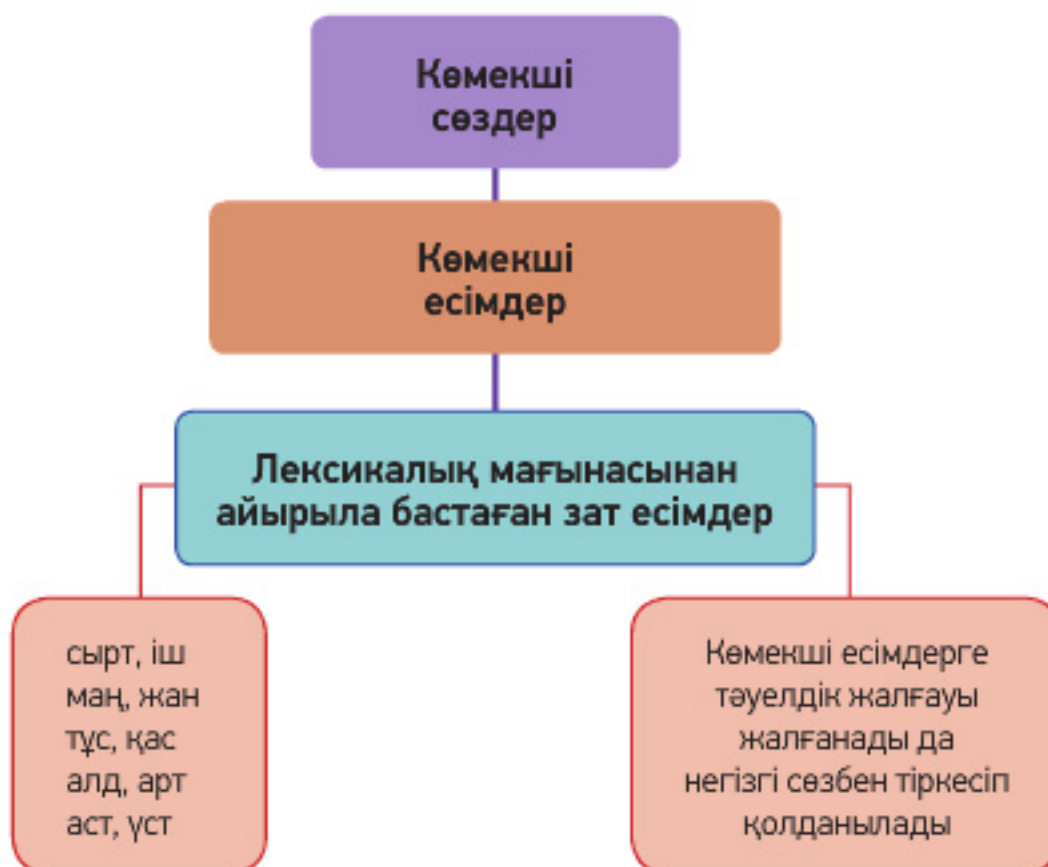 Көмекші
сөздер
Көмекші
есімдер
Лексикалық мағынасынан
айырыла бастаған зат есімдер
сырт, іш
маң, жан
тұс, қас
алд, арт
аст, үст
Көмекші есімдерге
тәуелдік жалғауы
жалғанады да
негізгі сөзбен тіркесіп
қолданылады